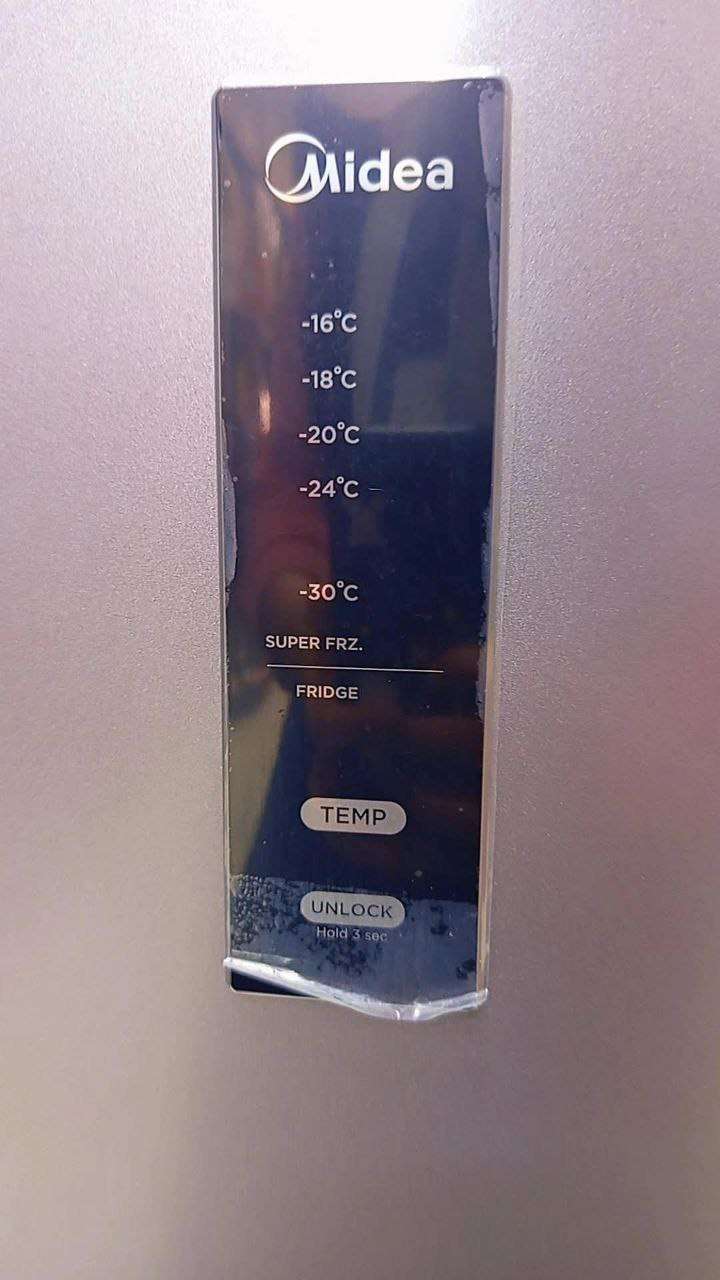 Midea
-16°C
-18°C
-20°C
-24°C
-30°C
SUPER FRZ.
FRIDGE
TEMP
UNLOCK
Hold 3 sec